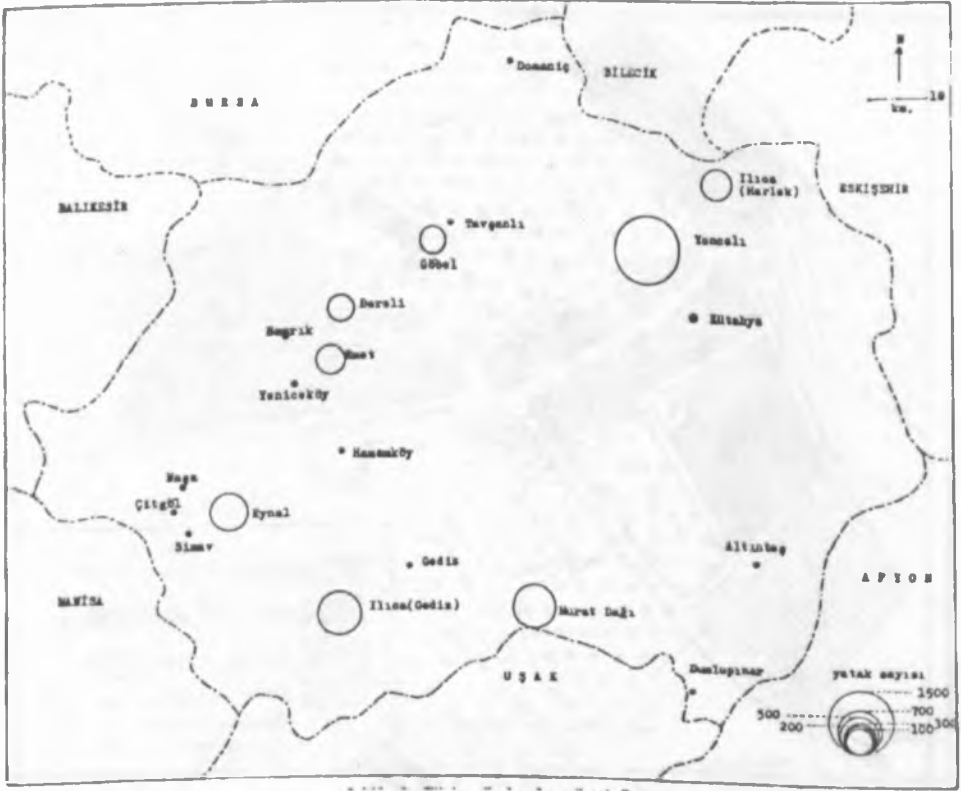 Domaniç
BİLECİK
N
10
km.
BURSA
Ilıca
(Harlek)
ESKİŞEHİR
BALIKESİR
Tavşanlı
Göbel
Yoncalı
Dereli
Kütahya
Emet
Yeniceköy
Hamamköy
Naşa
Çitgöl
Eynal
Simav
Gediz
Altıntaş
AFYON
MANİSA
Ilıca(Gediz)
Murat Dağı
UŞAK
Dumlupınar
yatak sayısı
1500
700
500
300
200
100